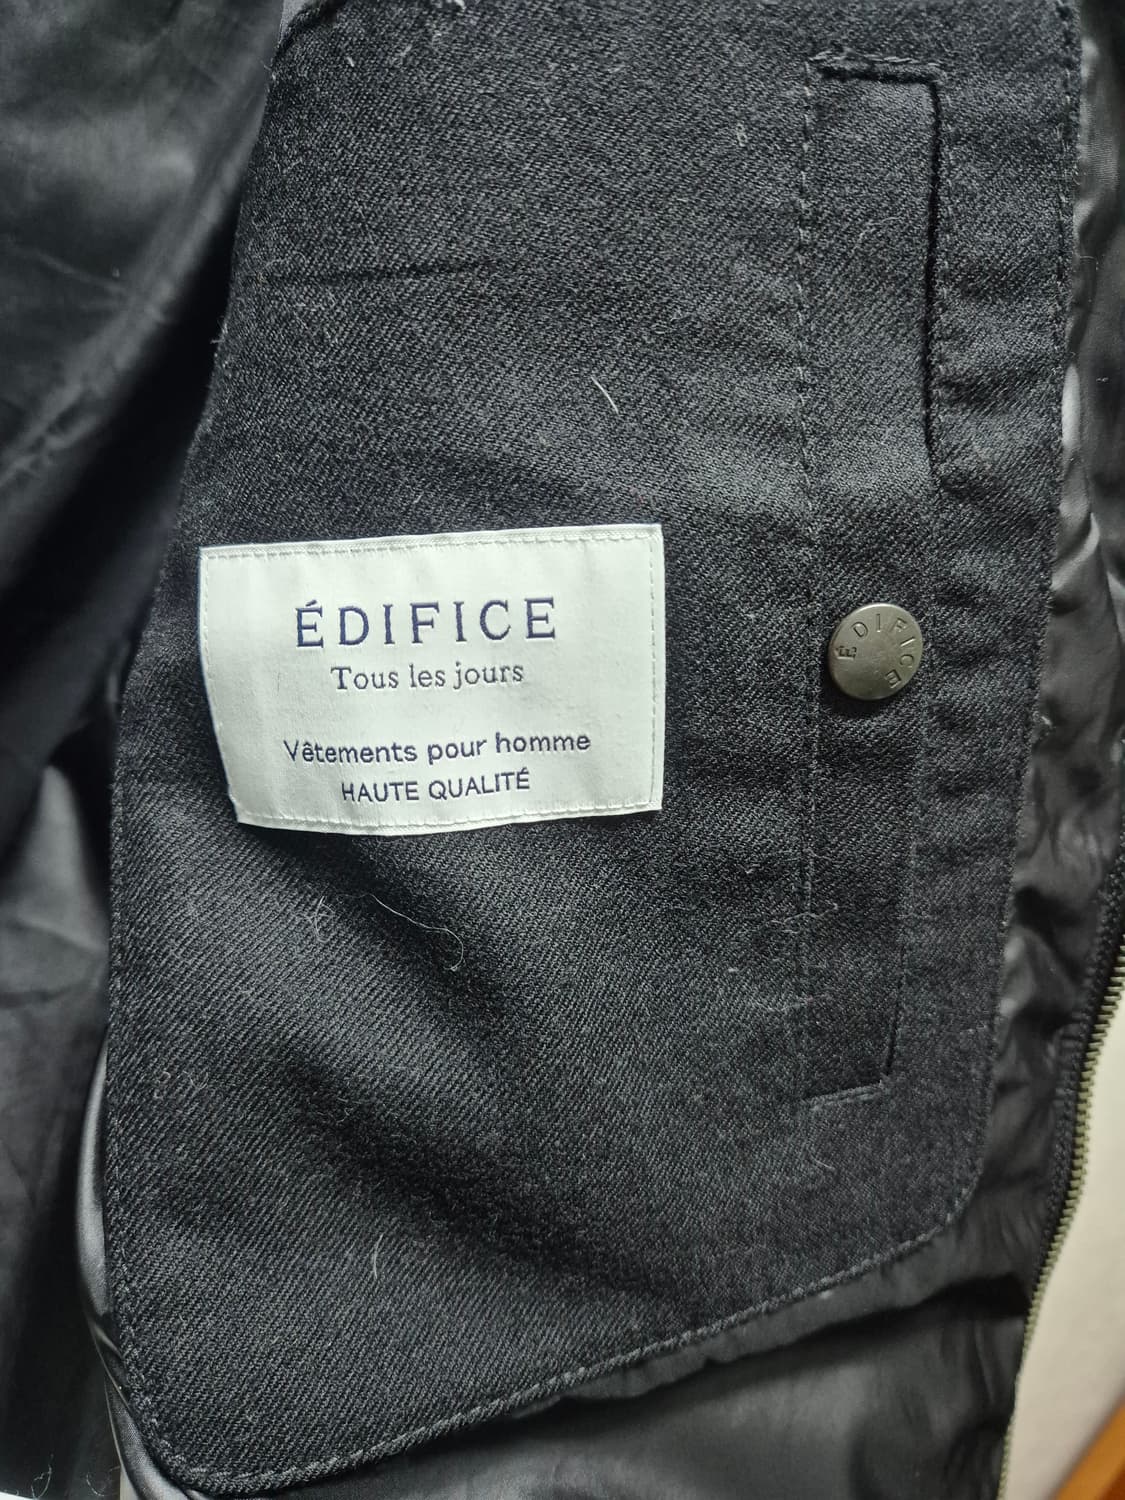 ÉDIFICE
Tous les jours
Vêtements pour homme
HAUTE QUALITÉ
ÉDIFICE